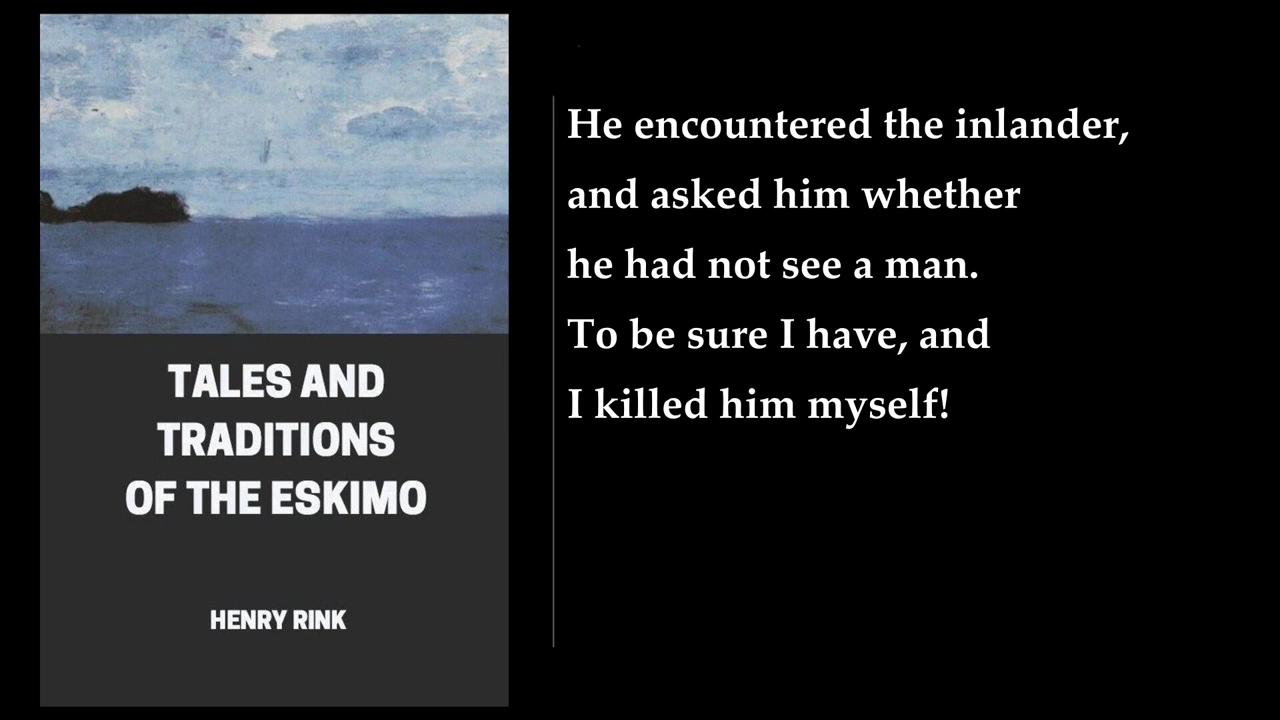 TALES AND
TRADITIONS
OF THE ESKIMO
HENRY RINK
He encountered the inlander,
and asked him whether
he had not see a man.
To be sure I have, and
I killed him myself!